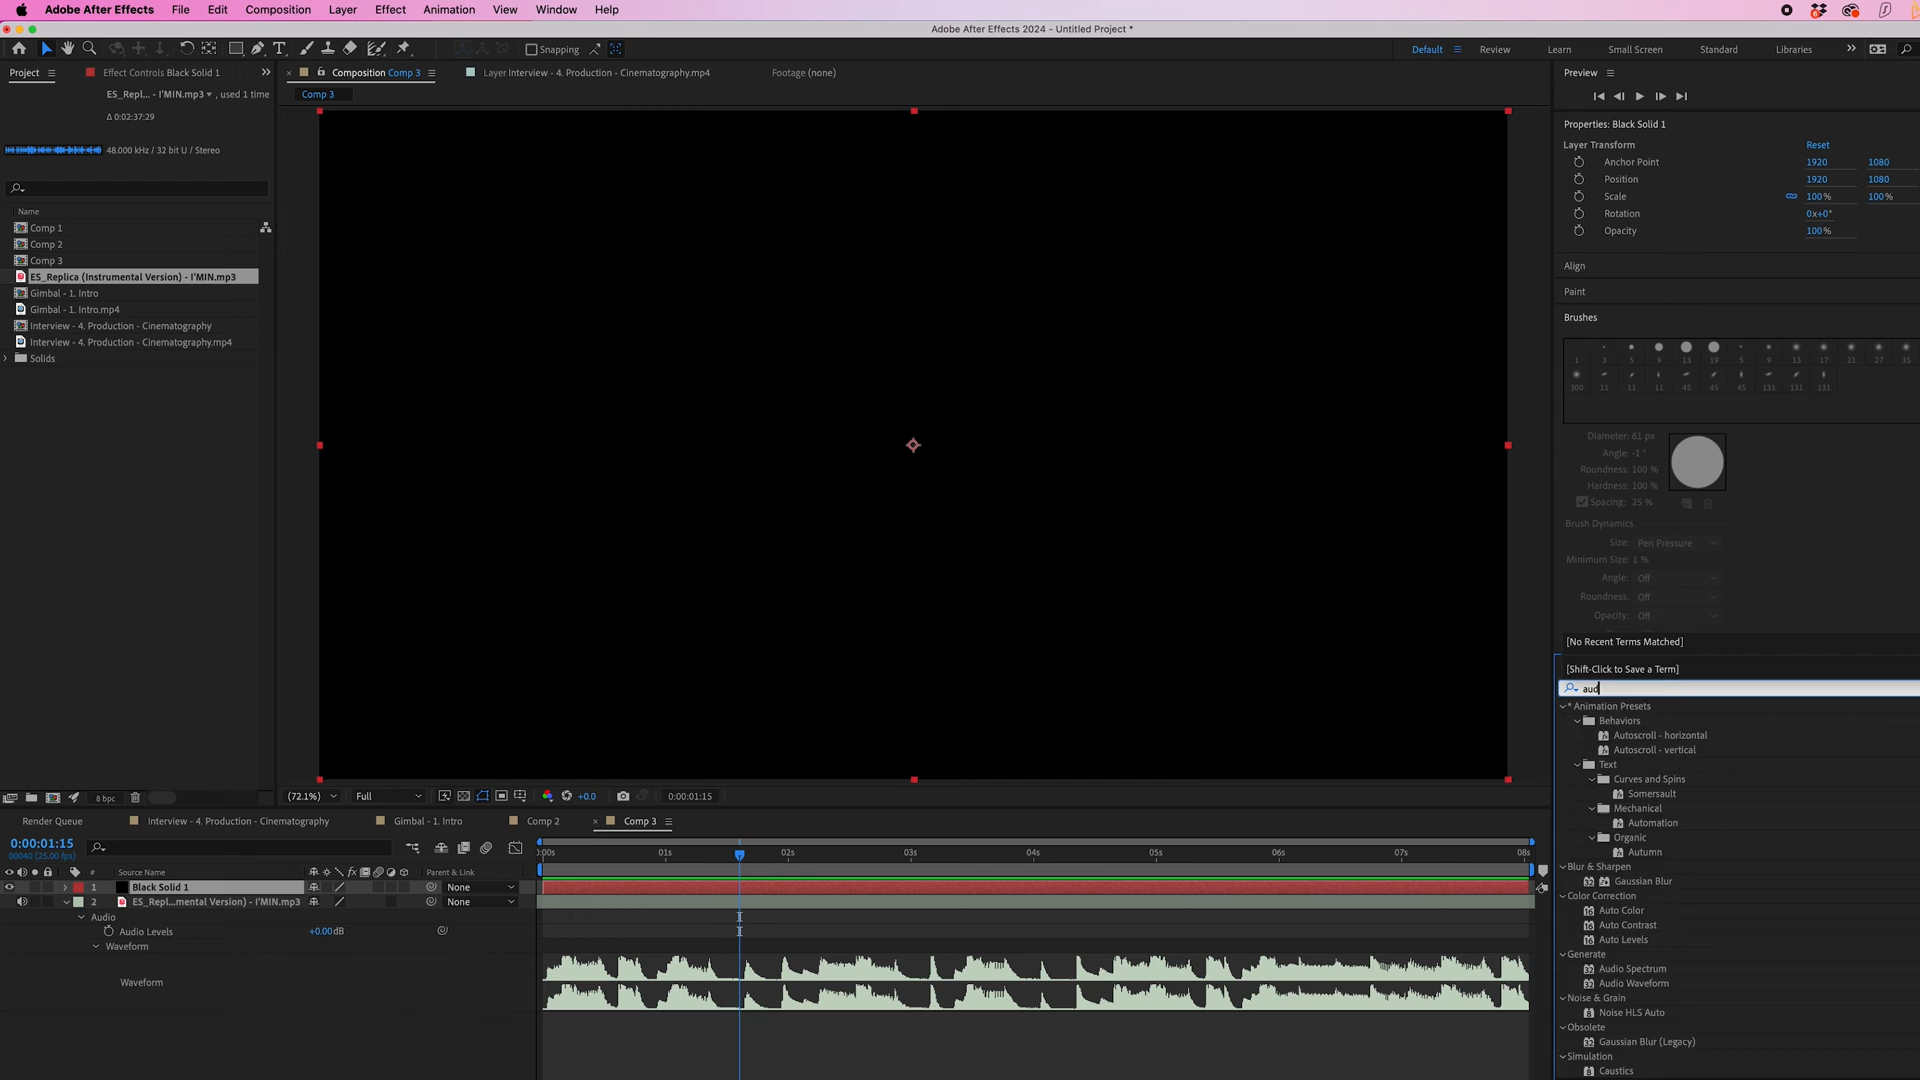 Adobe After Effects File Edit Composition Layer Effect Animation View Window Help
Adobe After Effects 2024 - Untitled Project *
Snapping
Default Review Learn Small Screen Standard Libraries
Project Effect Controls Black Solid 1
ES_Repl... - I'MIN.mp3 , used 1 time
Δ 0:02:37:29
48.000 kHz / 32 bit U / Stereo
Name
Comp 1
Comp 2
Comp 3
ES_Replica (Instrumental Version) - I'MIN.mp3
Gimbal - 1. Intro
Gimbal - 1. Intro.mp4
Interview - 4. Production - Cinematography
Interview - 4. Production - Cinematography.mp4
Solids
8 bpc
Composition Comp 3 Layer Interview - 4. Production - Cinematography.mp4 Footage (none)
Comp 3
(72.1%) Full +0.0 0:00:01:15
Preview
Properties: Black Solid 1
Layer Transform Reset
Anchor Point 1920 1080
Position 1920 1080
Scale 100% 100%
Rotation 0x+0°
Opacity 100%
Align
Paint
Brushes
1 3 5 9 13 19 5 9 13 17 21 27 35
300 11 11 11 45 45 45 131 131 131
Diameter: 61 px
Angle: -1 °
Roundness: 100 %
Hardness: 100 %
Spacing: 25 %
Brush Dynamics
Size: Pen Pressure
Minimum Size: 1 %
Angle: Off
Roundness: Off
Opacity: Off
[No Recent Terms Matched]
[Shift-Click to Save a Term]
aud
* Animation Presets
Behaviors
Autoscroll - horizontal
Autoscroll - vertical
Text
Curves and Spins
Somersault
Mechanical
Automation
Organic
Autumn
Blur & Sharpen
Gaussian Blur
Color Correction
Auto Color
Auto Contrast
Auto Levels
Generate
Audio Spectrum
Audio Waveform
Noise & Grain
Noise HLS Auto
Obsolete
Gaussian Blur (Legacy)
Simulation
Caustics
Render Queue Interview - 4. Production - Cinematography Gimbal - 1. Intro Comp 2 Comp 3
0:00:01:15
00040 (25.00 fps)
:00s 01s 02s 03s 04s 05s 06s 07s 08s
# Source Name Parent & Link
1 Black Solid 1 None
2 ES_Repl...mental Version) - I'MIN.mp3 None
Audio
Audio Levels +0.00dB
Waveform
Waveform